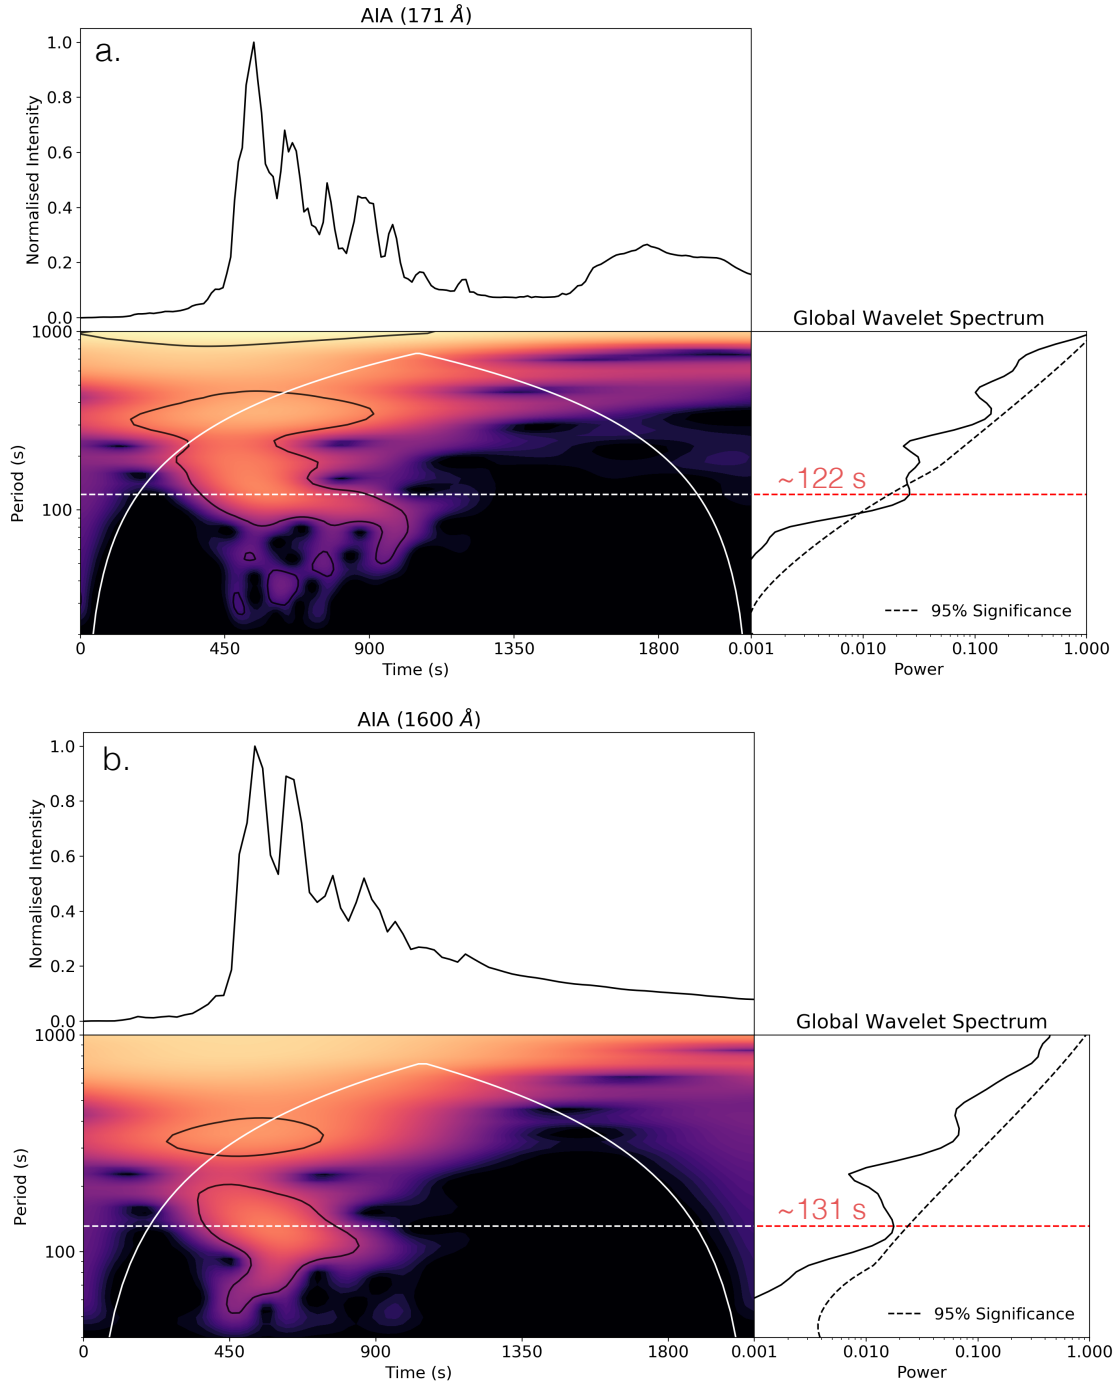 AIA (171 Å)
a.
Normalised Intensity
1.0
0.8
0.6
0.4
0.2
0.0
Global Wavelet Spectrum
Period (s)
1000
100
~122 s
95% Significance
0 450 900 1350 1800
Time (s)
0.001 0.010 0.100 1.000
Power
AIA (1600 Å)
b.
Normalised Intensity
1.0
0.8
0.6
0.4
0.2
0.0
Global Wavelet Spectrum
Period (s)
1000
100
~131 s
95% Significance
0 450 900 1350 1800
Time (s)
0.001 0.010 0.100 1.000
Power